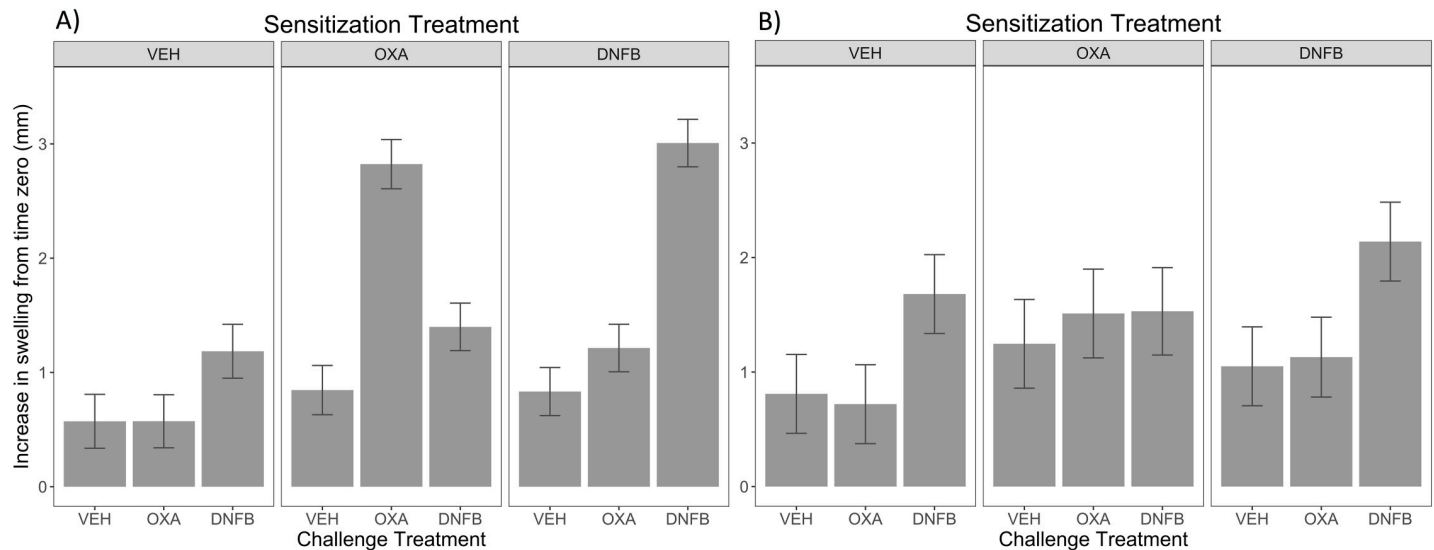 A)
Sensitization Treatment
VEH OXA DNFB
Increase in swelling from time zero (mm)
3
2
1
0
VEH OXA DNFB VEH OXA DNFB VEH OXA DNFB
Challenge Treatment
B)
Sensitization Treatment
VEH OXA DNFB
3
2
1
0
VEH OXA DNFB VEH OXA DNFB VEH OXA DNFB
Challenge Treatment